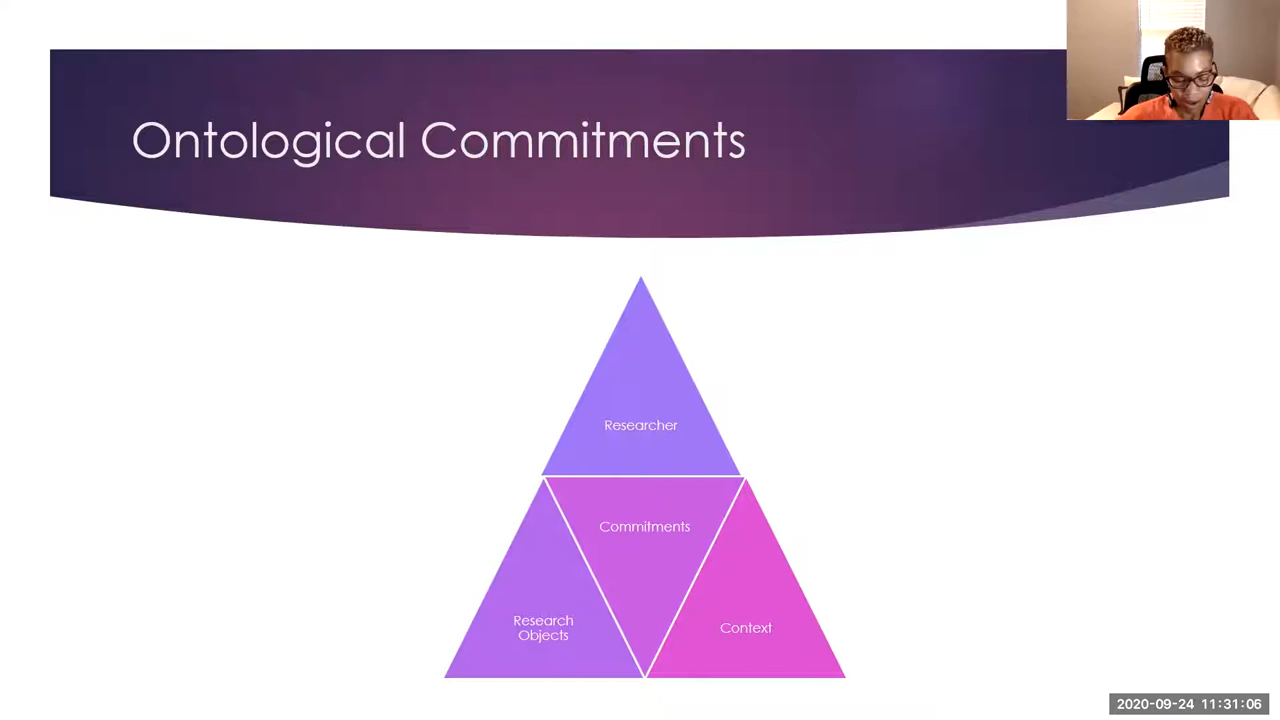 Ontological Commitments
Researcher
Commitments
Research
Objects
Context
2020-09-24 11:31:06